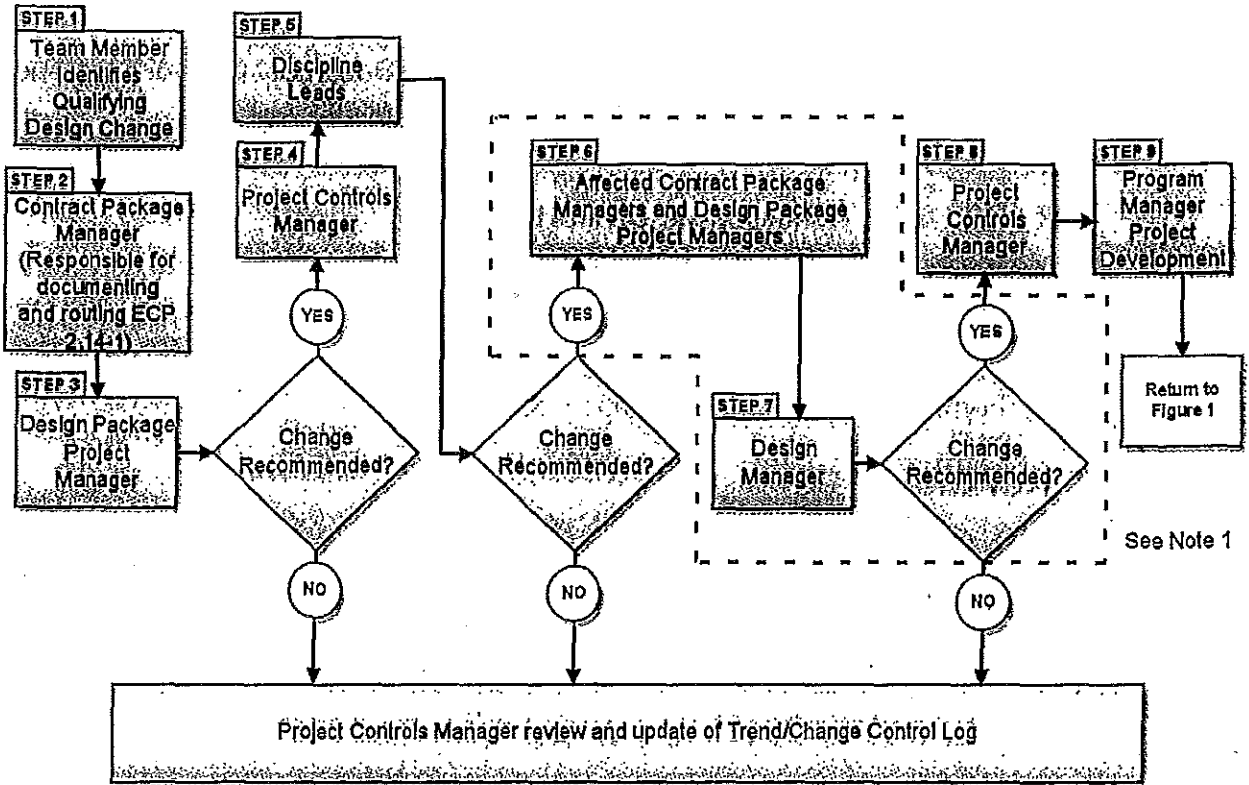 STEP 1
Team Member
Identifies
Qualifying
Design Change
STEP 2
Contract Package
Manager
(Responsible for
documenting
and routing ECP
2.14-1)
STEP 3
Design Package
Project
Manager
Change
Recommended?
YES
NO
STEP 4
Project Controls
Manager
STEP 5
Discipline
Leads
Change
Recommended?
YES
NO
STEP 6
Affected Contract Package
Managers and Design Package
Project Managers
STEP 7
Design
Manager
Change
Recommended?
YES
NO
STEP 8
Project
Controls
Manager
STEP 9
Program
Manager
Project
Development
Return to
Figure 1
See Note 1
Project Controls Manager review and update of Trend/Change Control Log